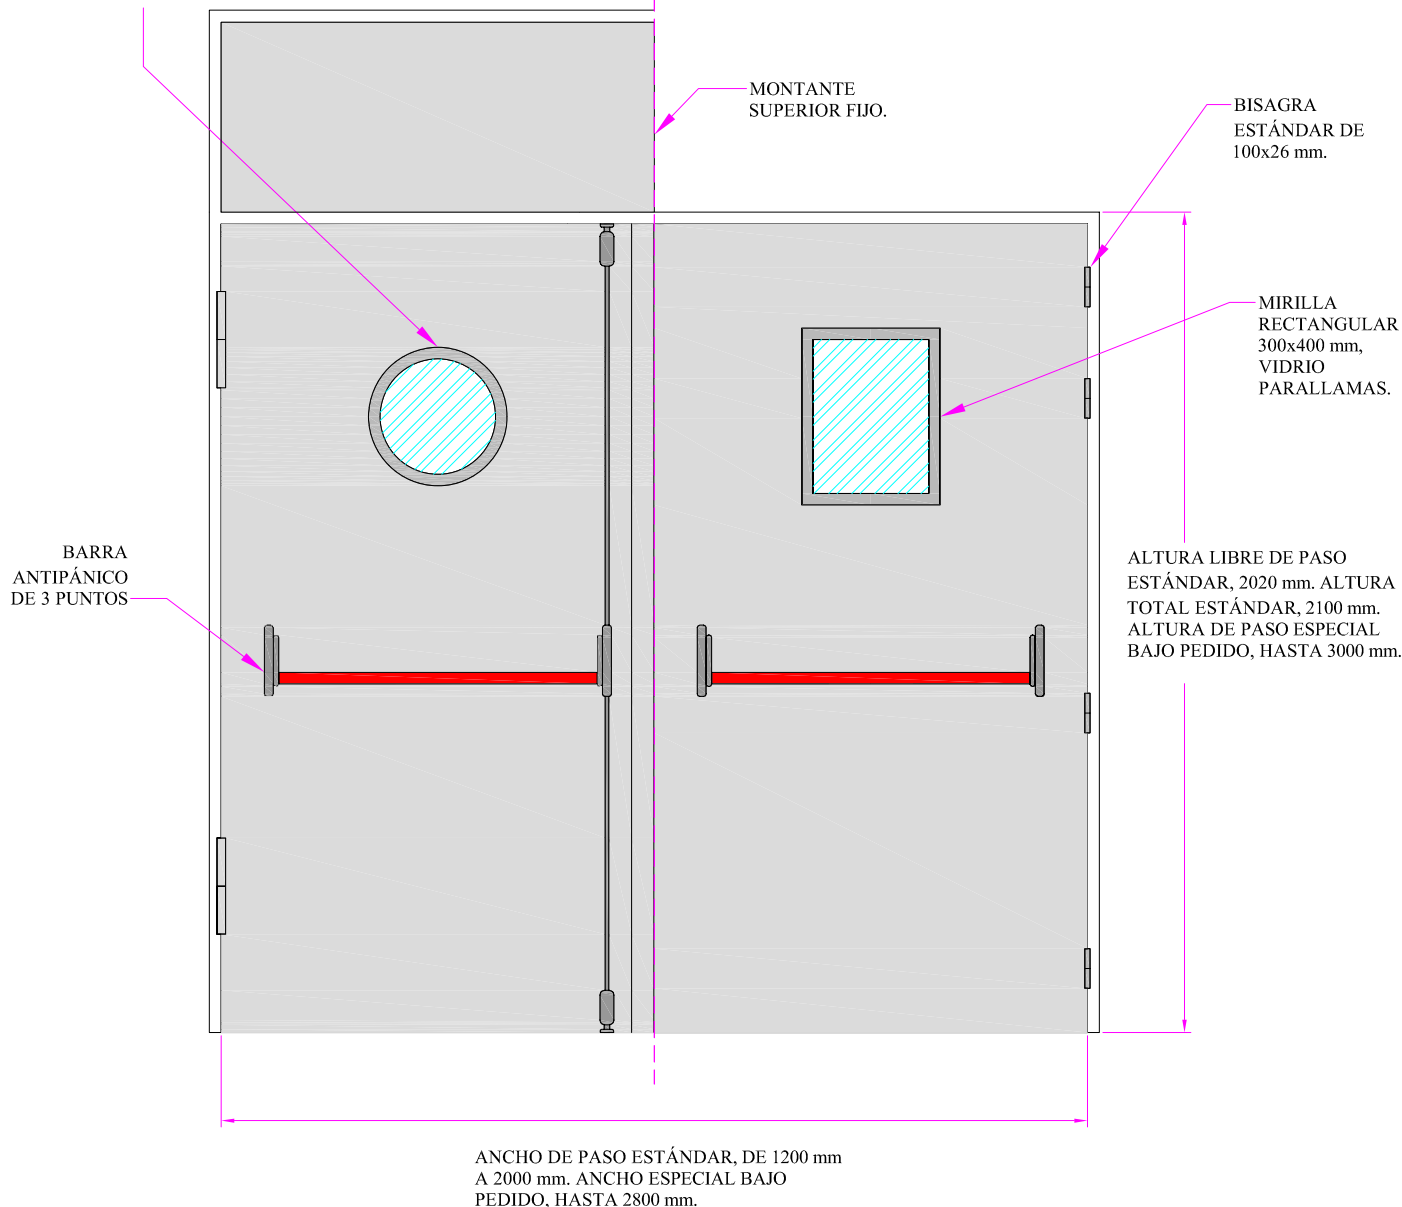 MONTANTE
SUPERIOR FIJO.
BISAGRA
ESTÁNDAR DE
100x26 mm.
MIRILLA
RECTANGULAR
300x400 mm,
VIDRIO
PARALLAMAS.
BARRA
ANTIPÁNICO
DE 3 PUNTOS
ALTURA LIBRE DE PASO
ESTÁNDAR, 2020 mm. ALTURA
TOTAL ESTÁNDAR, 2100 mm.
ALTURA DE PASO ESPECIAL
BAJO PEDIDO, HASTA 3000 mm.
ANCHO DE PASO ESTÁNDAR, DE 1200 mm
A 2000 mm. ANCHO ESPECIAL BAJO
PEDIDO, HASTA 2800 mm.